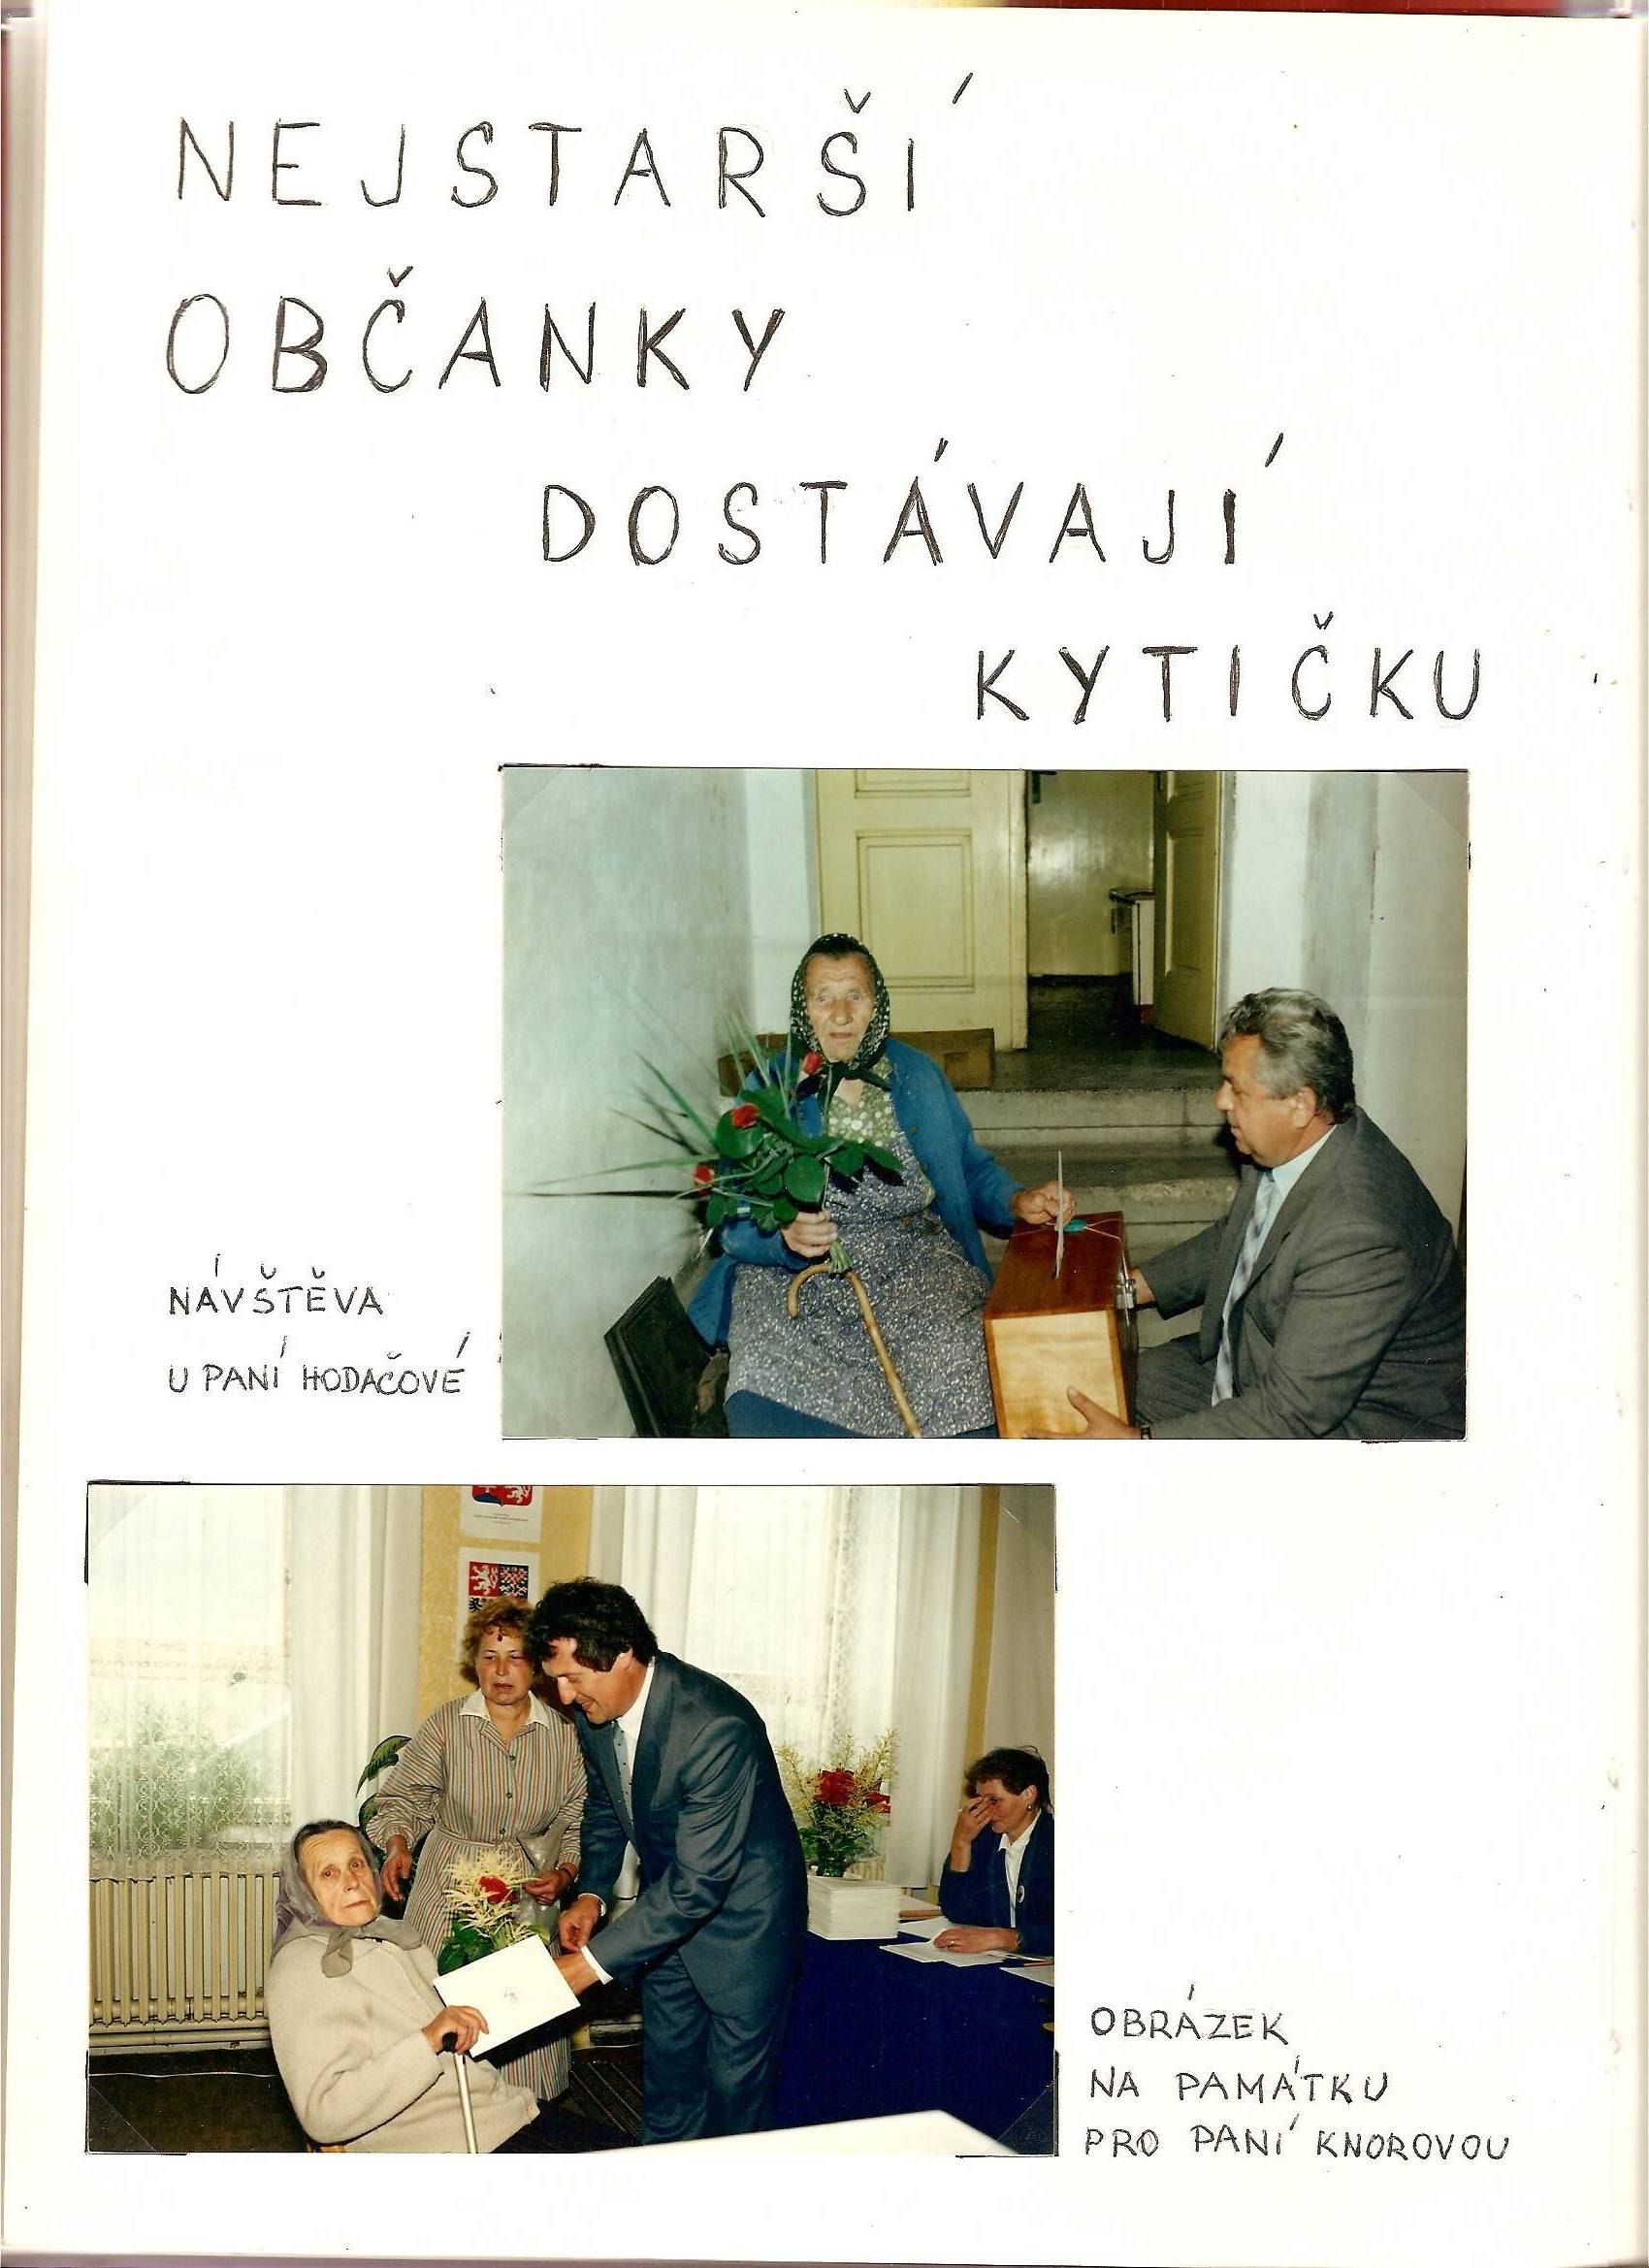 NEJSTARŠÍ
OBČANKY
DOSTÁVAJÍ
KYTIČKU
NÁVŠTĚVA
U PANÍ HODAČOVÉ
OBRÁZEK
NA PAMÁTKU
PRO PANÍ KNOROVOU